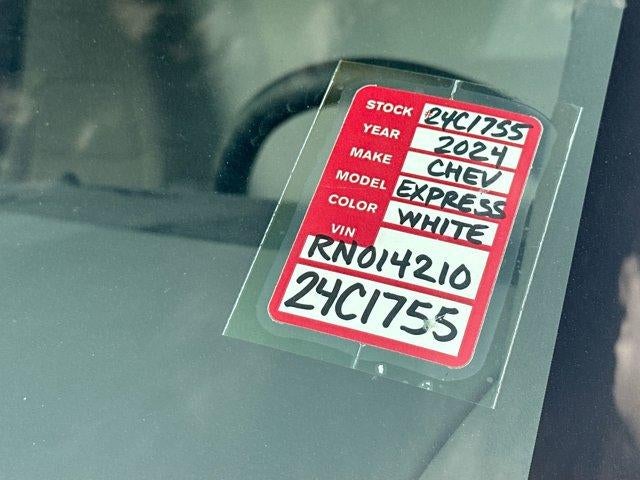 STOCK 24C1755
YEAR 2024
MAKE CHEV
MODEL EXPRESS
COLOR WHITE
VIN
RN014210
24C1755